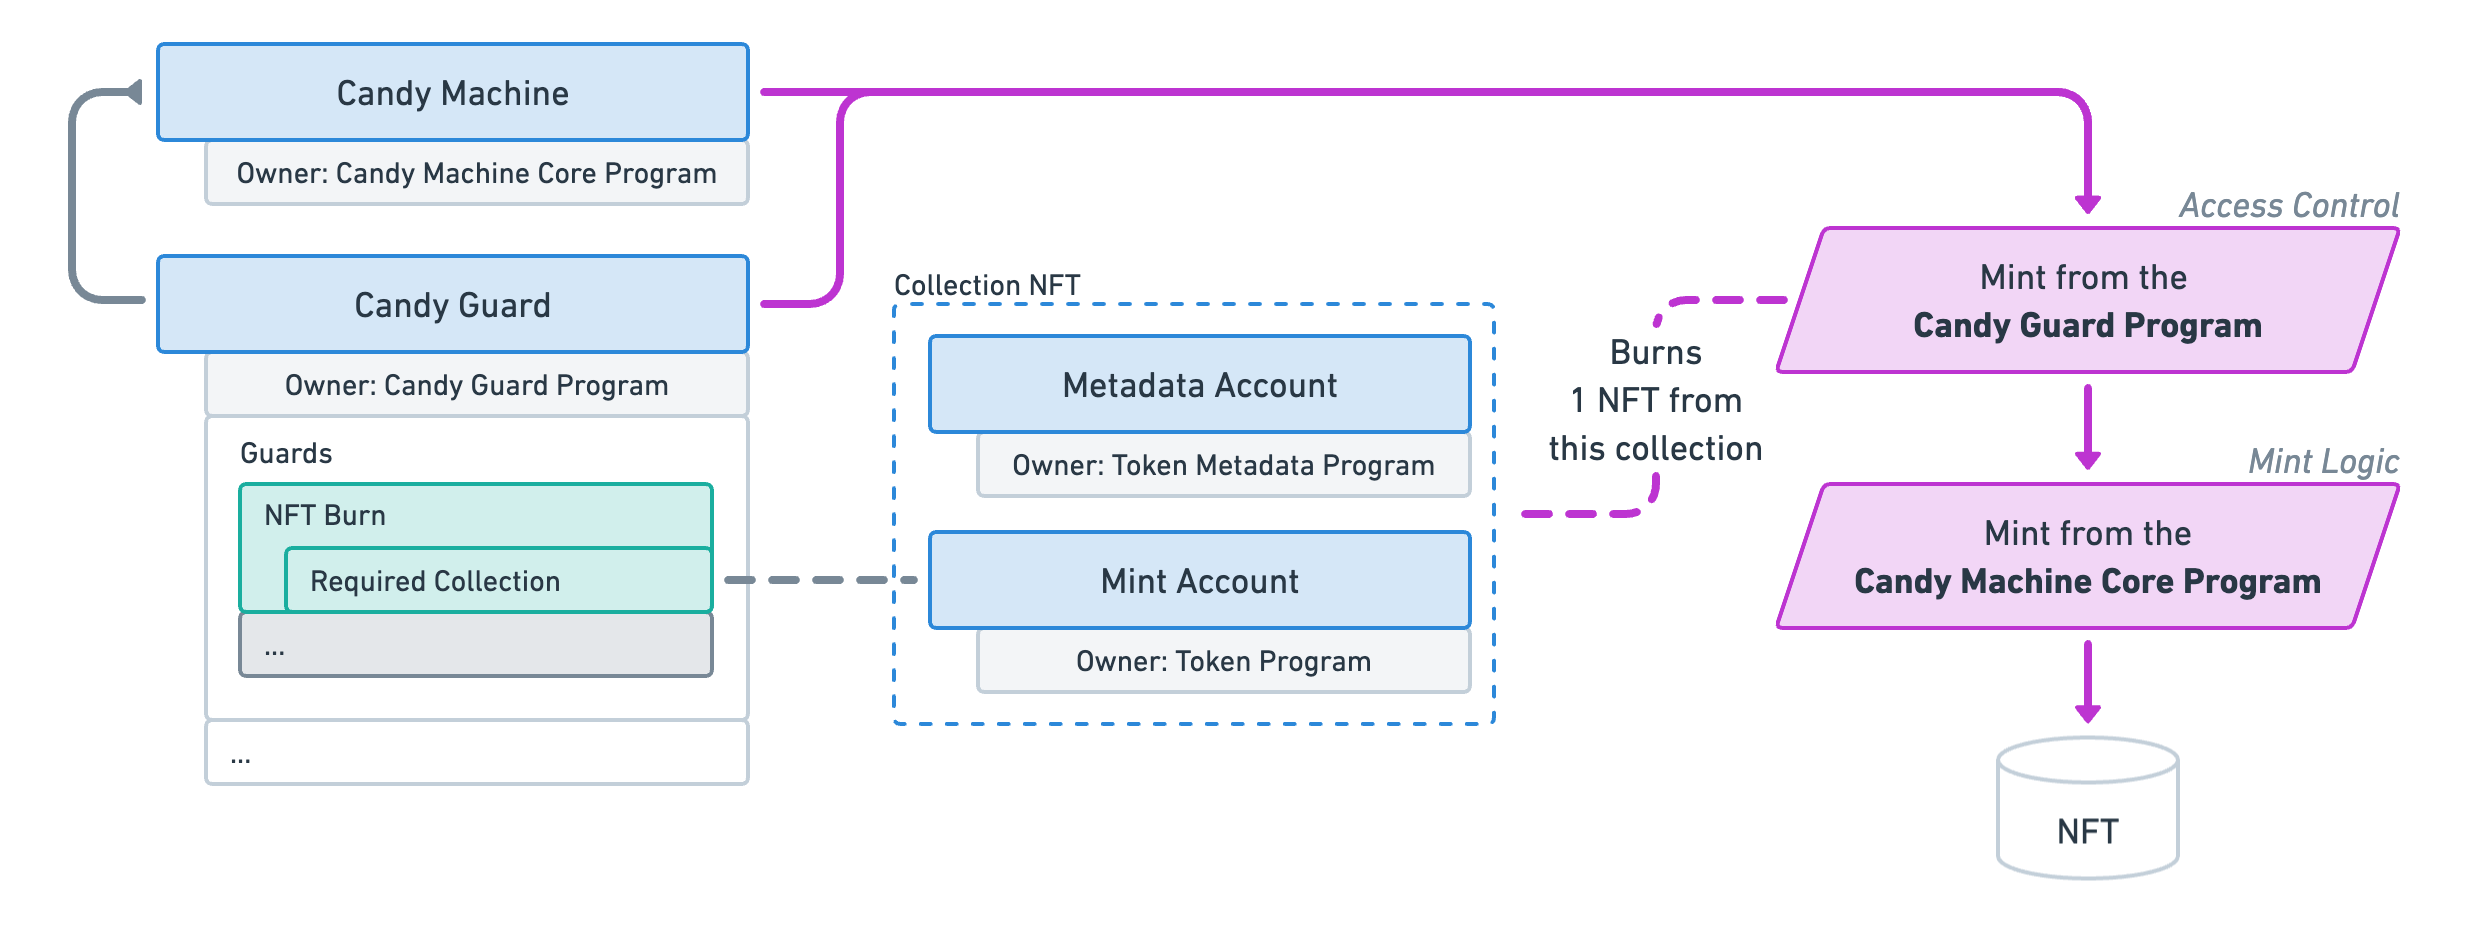 Candy Machine
Owner: Candy Machine Core Program
Candy Guard
Owner: Candy Guard Program
Guards
NFT Burn
Required Collection
...
...
Collection NFT
Metadata Account
Owner: Token Metadata Program
Mint Account
Owner: Token Program
Burns
1 NFT from
this collection
Access Control
Mint from the
Candy Guard Program
Mint Logic
Mint from the
Candy Machine Core Program
NFT